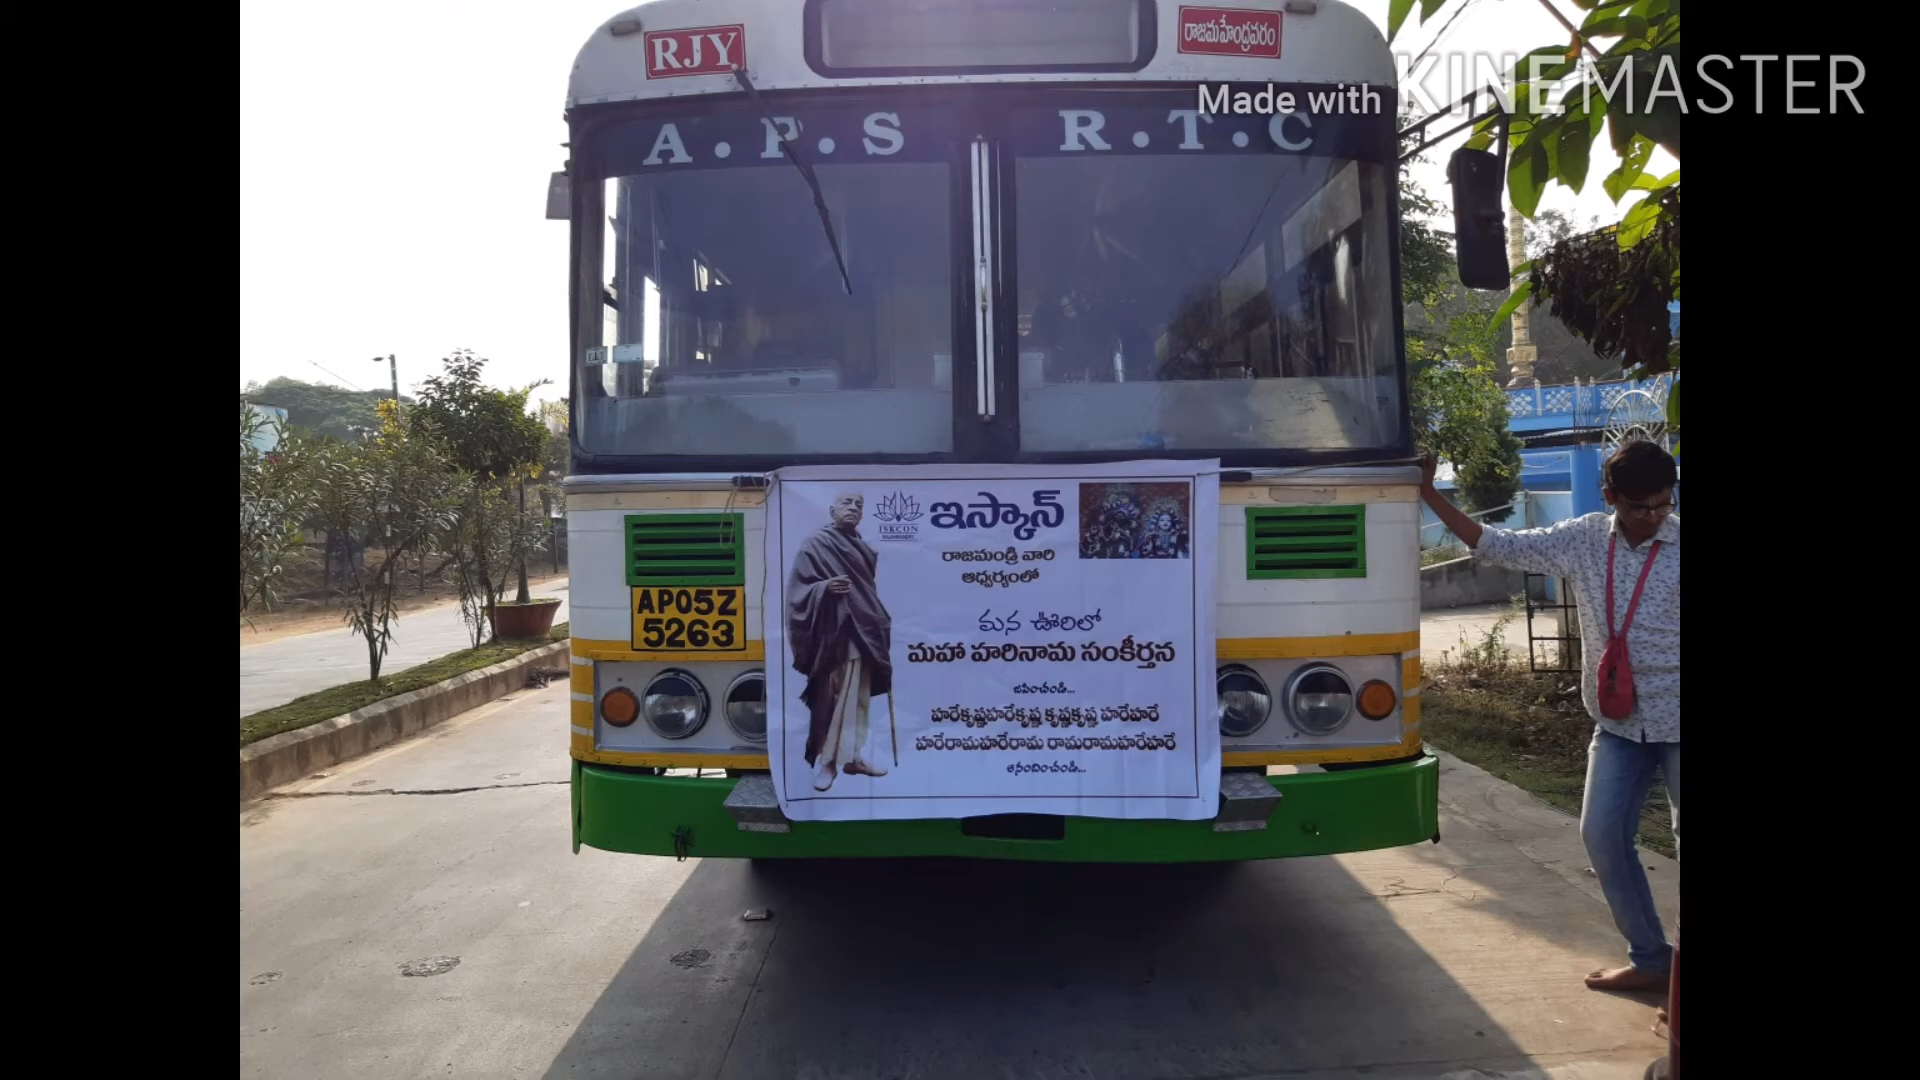 RJY
రాజమహేంద్రవరం
Made with KINEMASTER
A.P.S R.T.C
ISKCON
ఇస్కాన్
రాజమండ్రి వారి
ఆధ్వర్యంలో
మన ఊరిలో
మహా హరినామ సంకీర్తన
జపించండి...
హరేకృష్ణహరేకృష్ణ కృష్ణకృష్ణ హరేహరే
హరేరామహరేరామ రామరామహరేహరే
ఆనందించండి...
AP05Z
5263